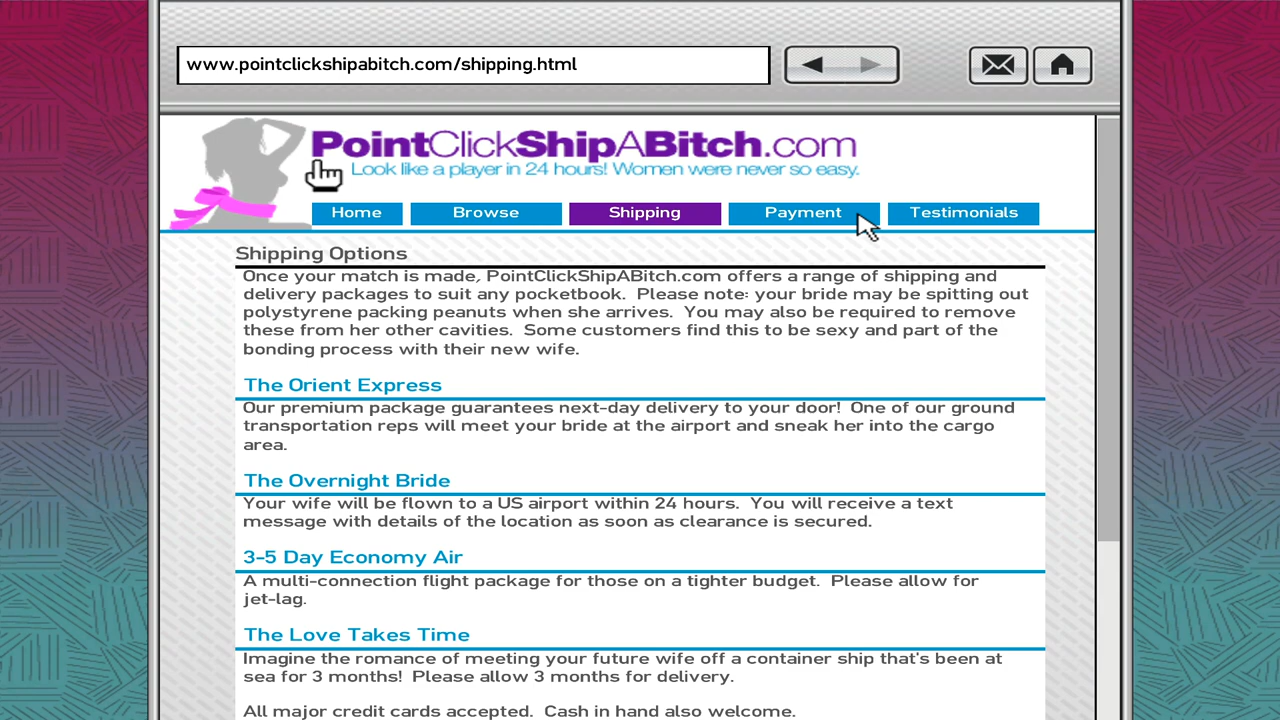 www.pointclickshipabitch.com/shipping.html
PointClickShipABitch.com
Look like a player in 24 hours! Women were never so easy.
Home Browse Shipping Payment Testimonials
Shipping Options
Once your match is made, PointClickShipABitch.com offers a range of shipping and
delivery packages to suit any pocketbook. Please note: your bride may be spitting out
polystyrene packing peanuts when she arrives. You may also be required to remove
these from her other cavities. Some customers find this to be sexy and part of the
bonding process with their new wife.
The Orient Express
Our premium package guarantees next-day delivery to your door! One of our ground
transportation reps will meet your bride at the airport and sneak her into the cargo
area.
The Overnight Bride
Your wife will be flown to a US airport within 24 hours. You will receive a text
message with details of the location as soon as clearance is secured.
3-5 Day Economy Air
A multi-connection flight package for those on a tighter budget. Please allow for
jet-lag.
The Love Takes Time
Imagine the romance of meeting your future wife off a container ship that's been at
sea for 3 months! Please allow 3 months for delivery.
All major credit cards accepted. Cash in hand also welcome.